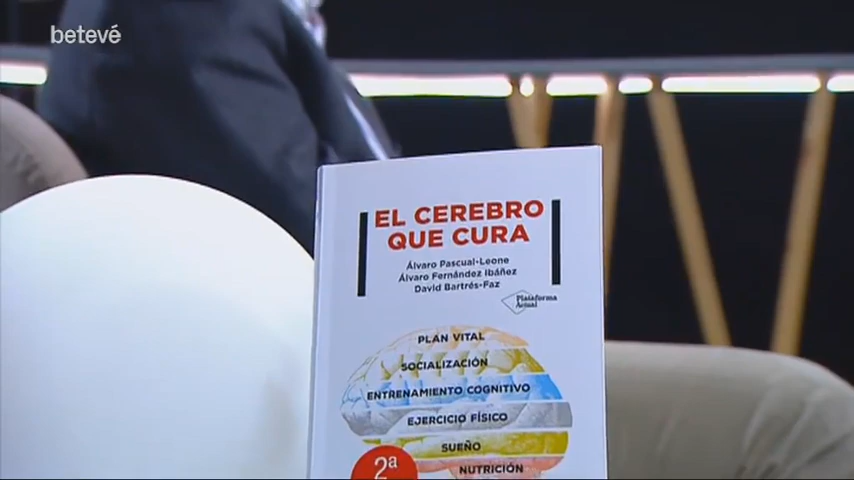 betevé
EL CEREBRO
QUE CURA
Álvaro Pascual-Leone
Álvaro Fernández Ibáñez
David Bartrés-Faz
Plataforma
Actual
PLAN VITAL
SOCIALIZACIÓN
ENTRENAMIENTO COGNITIVO
EJERCICIO FÍSICO
SUEÑO
NUTRICIÓN
2ª